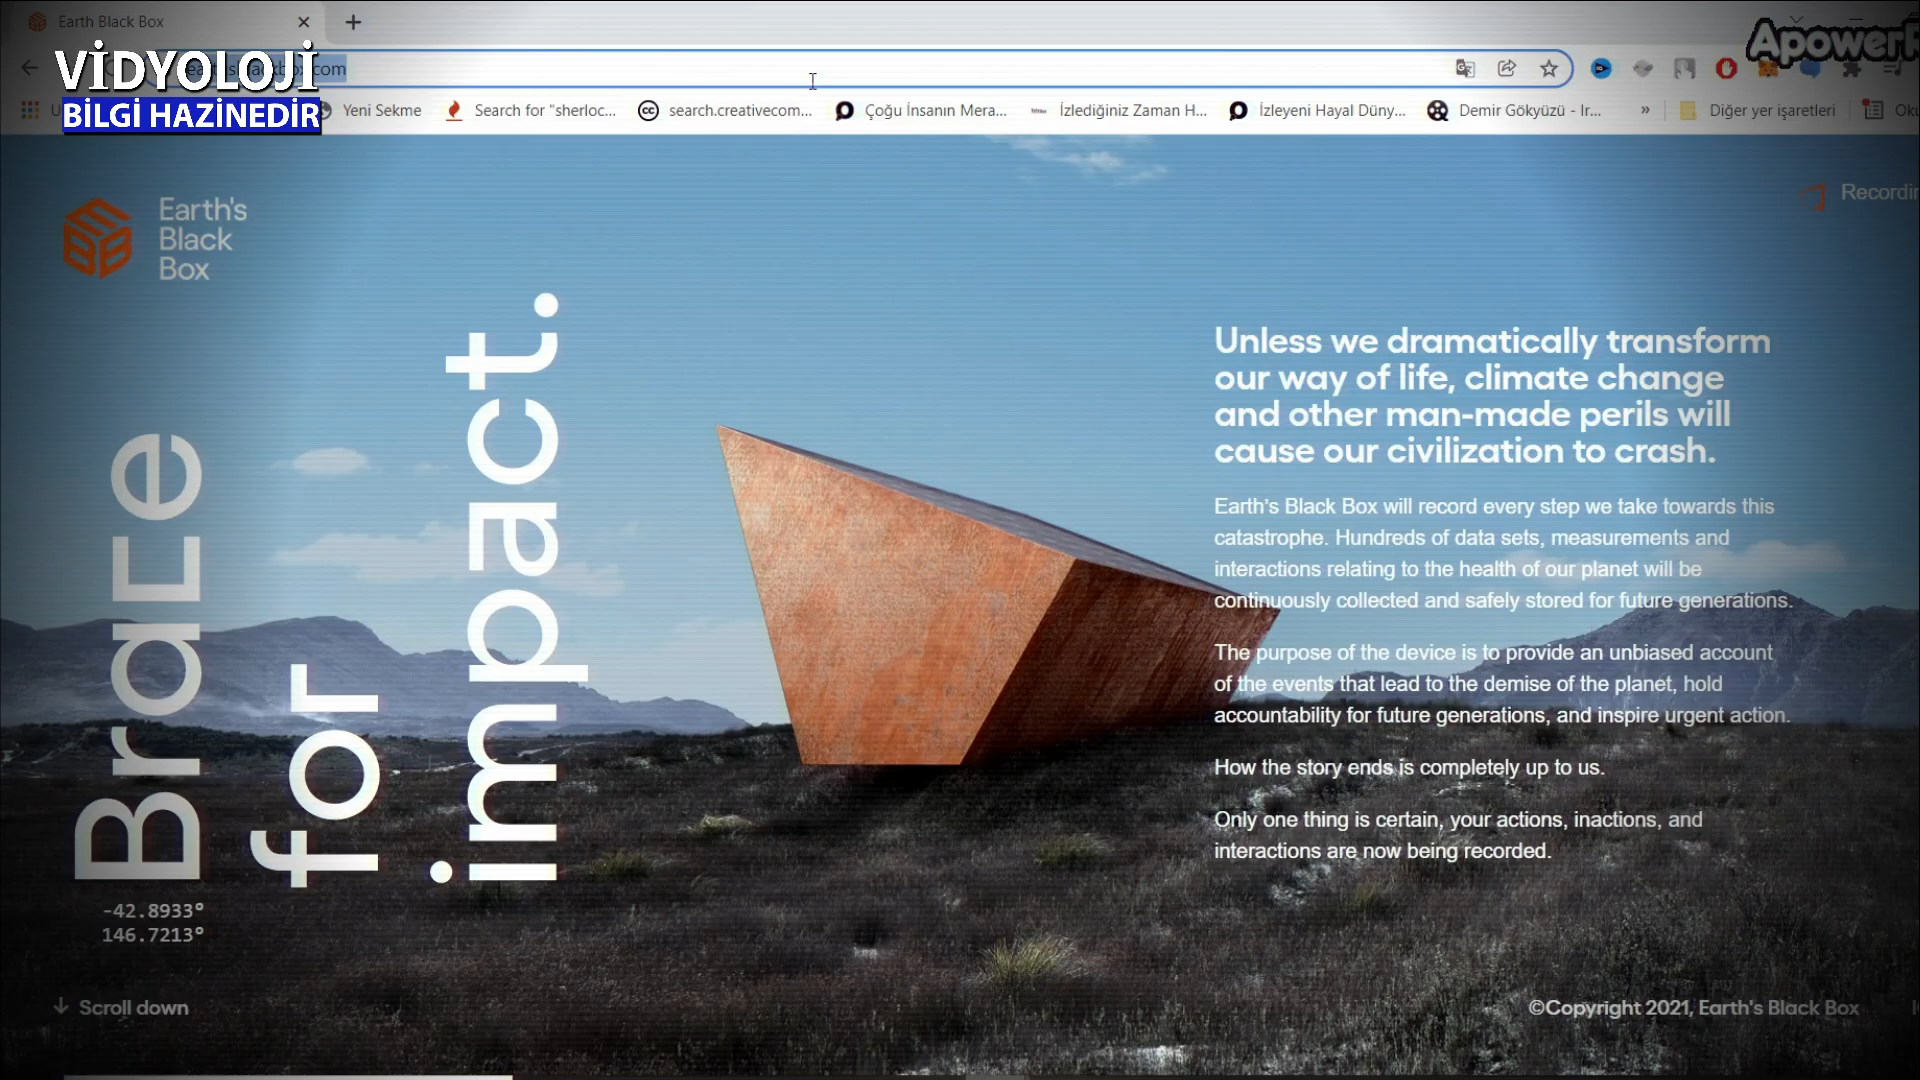 Earth Black Box
VİDYOLOJİ
BİLGİ HAZİNEDİR
Yeni Sekme
Search for "sherloc...
search.creativecom...
Çoğu İnsanın Mera...
İzlediğiniz Zaman H...
İzleyeni Hayal Düny...
Demir Gökyüzü - Ir...
»
Diğer yer işaretleri
Earth's
Black
Box
Brace
for
impact.
Unless we dramatically transform
our way of life, climate change
and other man-made perils will
cause our civilization to crash.
Earth's Black Box will record every step we take towards this
catastrophe. Hundreds of data sets, measurements and
interactions relating to the health of our planet will be
continuously collected and safely stored for future generations.
The purpose of the device is to provide an unbiased account
of the events that lead to the demise of the planet, hold
accountability for future generations, and inspire urgent action.
How the story ends is completely up to us.
Only one thing is certain, your actions, inactions, and
interactions are now being recorded.
-42.8933°
146.7213°
Scroll down
©Copyright 2021, Earth's Black Box